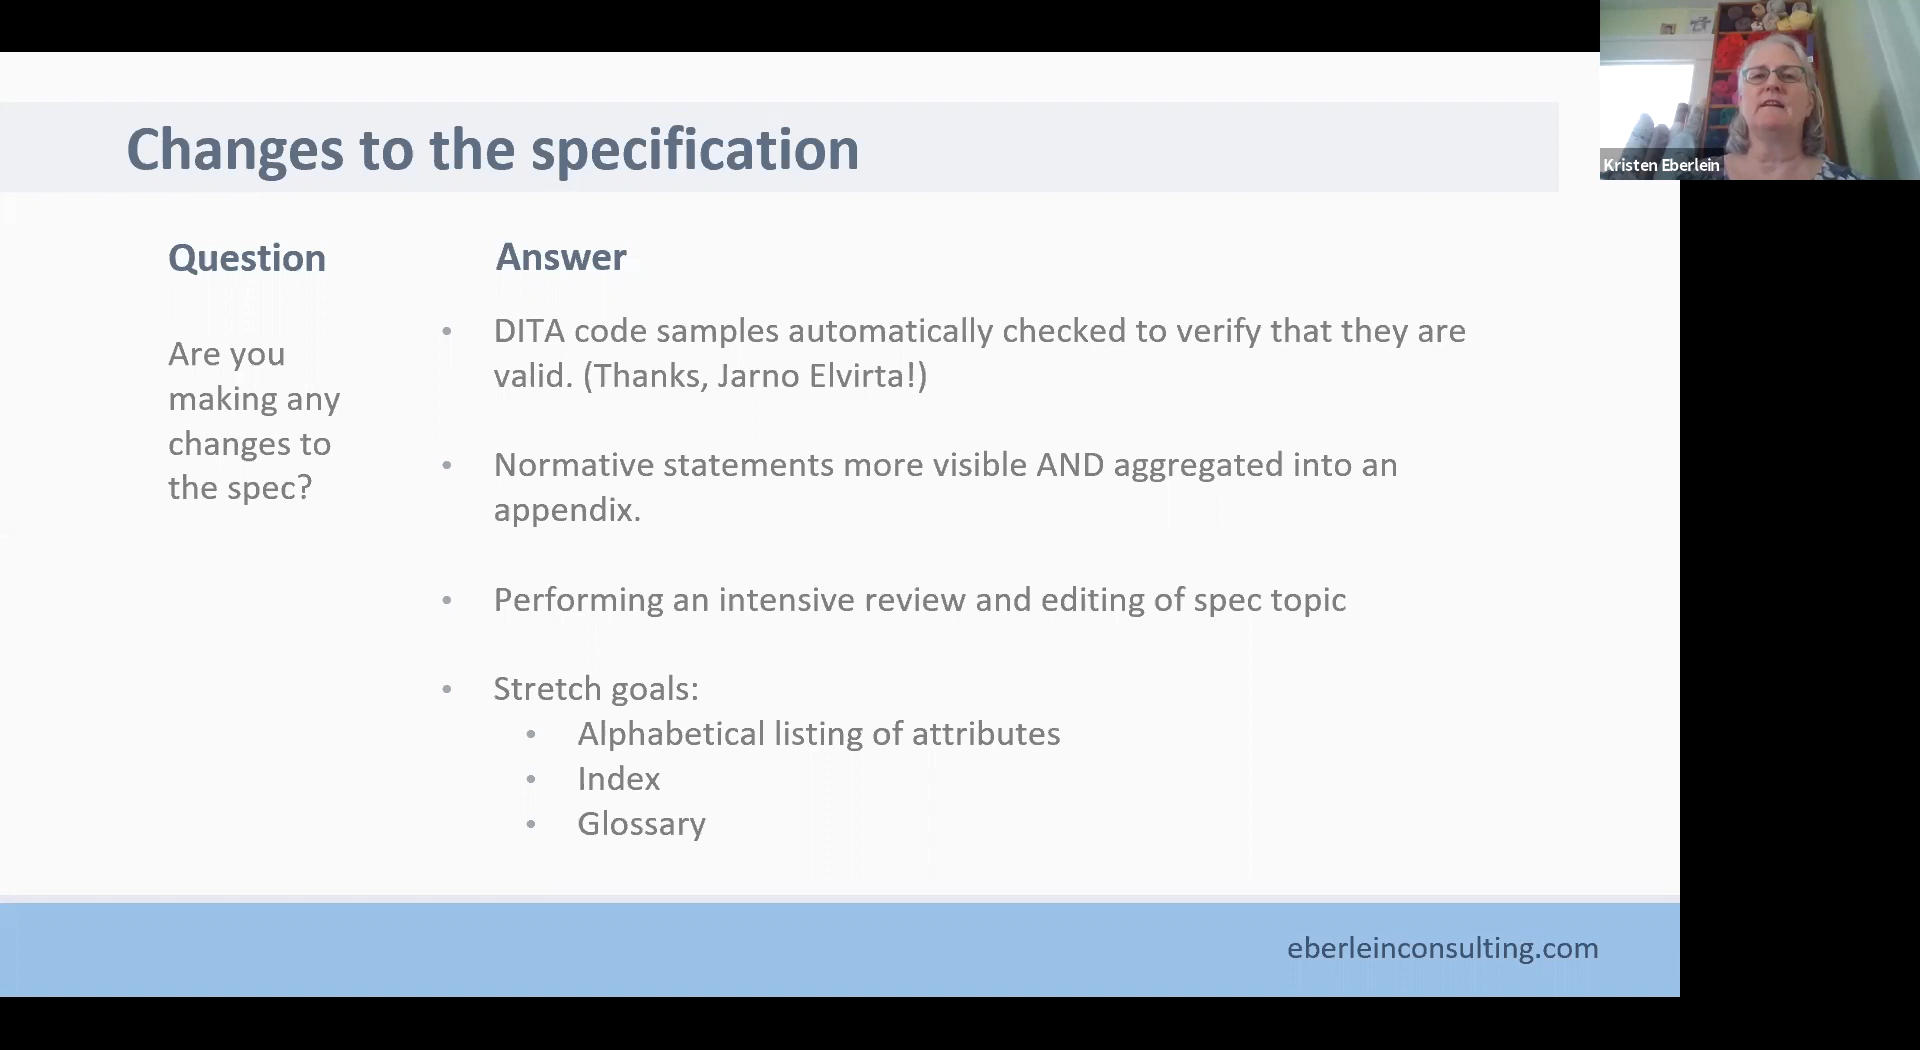 Changes to the specification
Kristen Eberlein
Question
Are you
making any
changes to
the spec?
Answer
• DITA code samples automatically checked to verify that they are
valid. (Thanks, Jarno Elvirta!)
• Normative statements more visible AND aggregated into an
appendix.
• Performing an intensive review and editing of spec topic
• Stretch goals:
• Alphabetical listing of attributes
• Index
• Glossary
eberleinconsulting.com